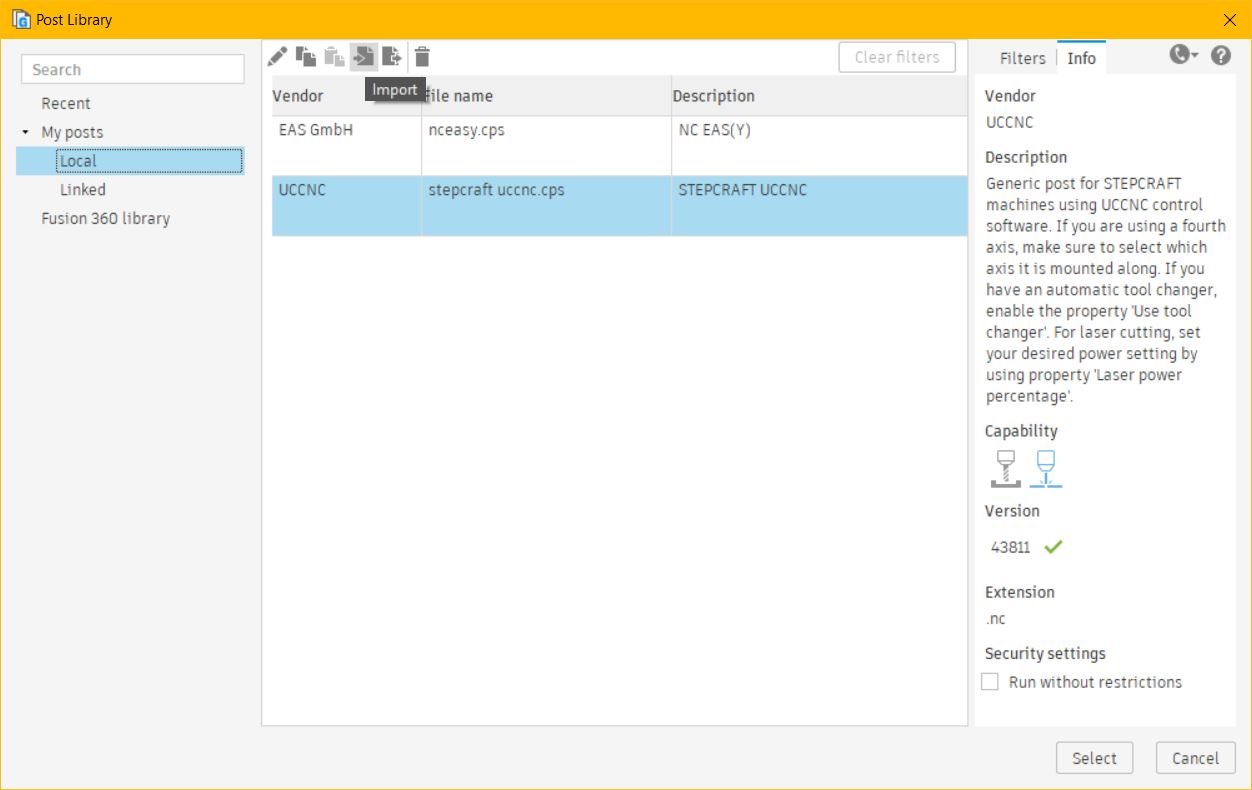 Post Library
Search
Recent
My posts
Local
Linked
Fusion 360 library
Clear filters
Import
Vendor
ile name
Description
EAS GmbH
nceasy.cps
NC EAS(Y)
UCCNC
stepcraft uccnc.cps
STEPCRAFT UCCNC
Filters
Info
Vendor
UCCNC
Description
Generic post for STEPCRAFT
machines using UCCNC control
software. If you are using a fourth
axis, make sure to select which
axis it is mounted along. If you
have an automatic tool changer,
enable the property 'Use tool
changer'. For laser cutting, set
your desired power setting by
using property 'Laser power
percentage'.
Capability
Version
43811
Extension
.nc
Security settings
Run without restrictions
Select
Cancel